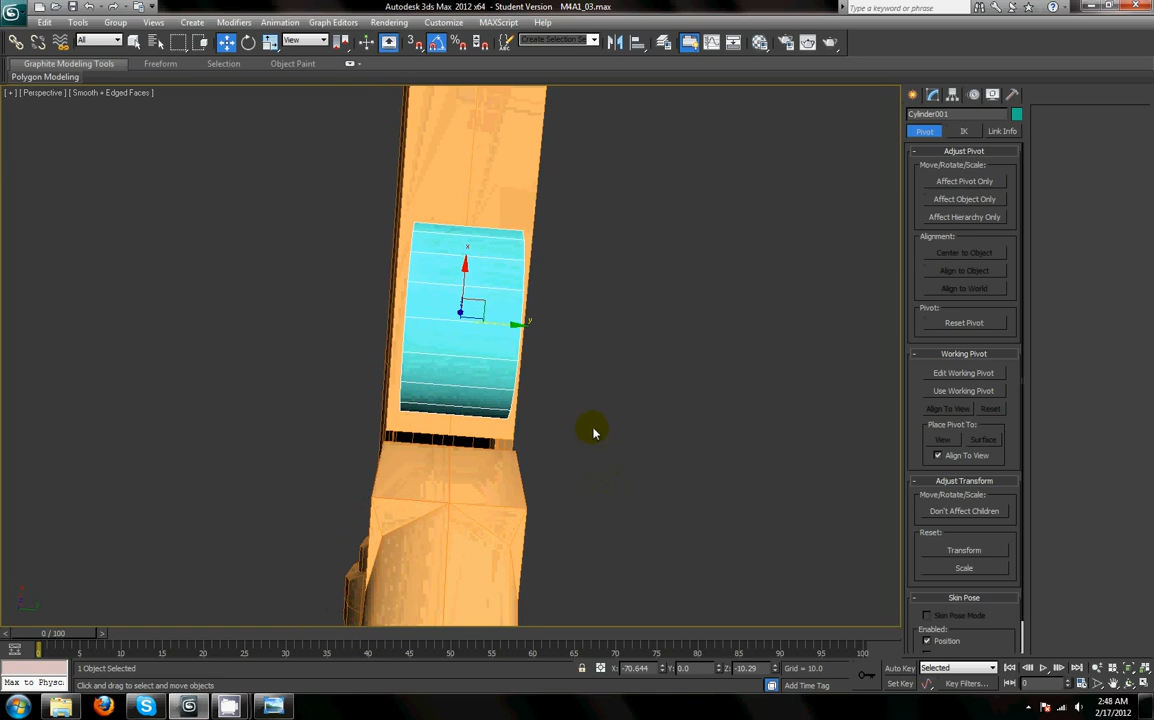 Autodesk 3ds Max 2012 x64 - Student Version M4A1_03.max
Type a keyword or phrase
Edit Tools Group Views Create Modifiers Animation Graph Editors Rendering Customize MAXScript Help
All
View
Create Selection Se
Graphite Modeling Tools Freeform Selection Object Paint
Polygon Modeling
[ + ] [ Perspective ] [ Smooth + Edged Faces ]
x
y
Cylinder001
Pivot IK Link Info
- Adjust Pivot
Move/Rotate/Scale:
Affect Pivot Only
Affect Object Only
Affect Hierarchy Only
Alignment:
Center to Object
Align to Object
Align to World
Pivot:
Reset Pivot
- Working Pivot
Edit Working Pivot
Use Working Pivot
Align To View Reset
Place Pivot To:
View Surface
Align To View
- Adjust Transform
Move/Rotate/Scale:
Don't Affect Children
Reset:
Transform
Scale
- Skin Pose
Skin Pose Mode
Enabled:
Position
< 0 / 100 >
0 5 10 15 20 25 30 35 40 45 50 55 60 65 70 75 80 85 90 95 100
1 Object Selected
X: -70.644 Y: 0.0 Z: -10.29 Grid = 10.0
Auto Key Selected
Max to Physc:
Click and drag to select and move objects
Add Time Tag
Set Key Key Filters... 0
2:48 AM
2/17/2012